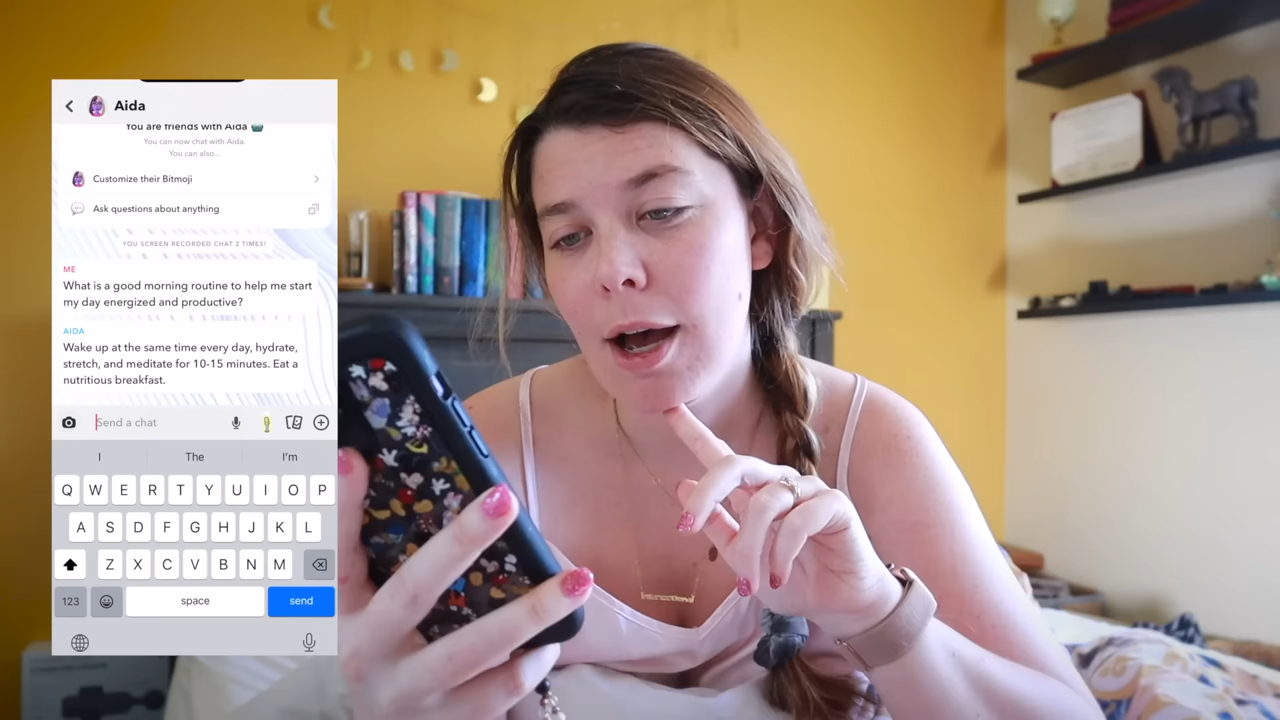 Aida
You are friends with Aida
You can now chat with Aida.
You can also...
Customize their Bitmoji
Ask questions about anything
YOU SCREEN RECORDED CHAT 2 TIMES!
ME
What is a good morning routine to help me start
my day energized and productive?
AIDA
Wake up at the same time every day, hydrate,
stretch, and meditate for 10-15 minutes. Eat a
nutritious breakfast.
Send a chat
I The I'm
Q W E R T Y U I O P
A S D F G H J K L
Z X C V B N M
123 space send